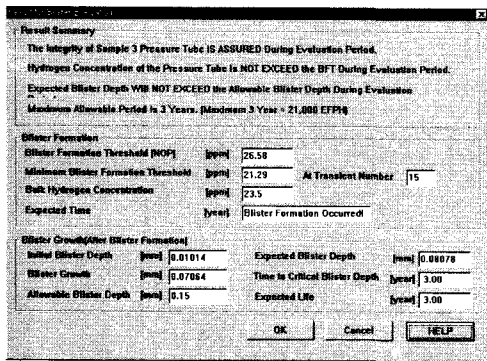 Result Summary
The Integrity of Sample 3 Pressure Tube IS ASSURED During Evaluation Period.
Hydrogen Concentration of the Pressure Tube is NOT EXCEED the BFT During Evaluation Period.
Expected Blister Depth WILL NOT EXCEED the Allowable Blister Depth During Evaluation
Maximum Allowable Period is 3 Years. (Maximum 3 Year = 21,000 EFPH)
Blister Formation
Blister Formation Threshold [NOP] [ppm] 26.58
Minimum Blister Formation Threshold [ppm] 21.29 At Transient Number 15
Bulk Hydrogen Concentration [ppm] 23.5
Expected Time [year] Blister Formation Occurred!
Blister Growth(After Blister Formation)
Initial Blister Depth [mm] 0.01014 Expected Blister Depth [mm] 0.08078
Blister Growth [mm] 0.07064 Time to Critical Blister Depth [year] 3.00
Allowable Blister Depth [mm] 0.15 Expected Life [year] 3.00
OK Cancel HELP